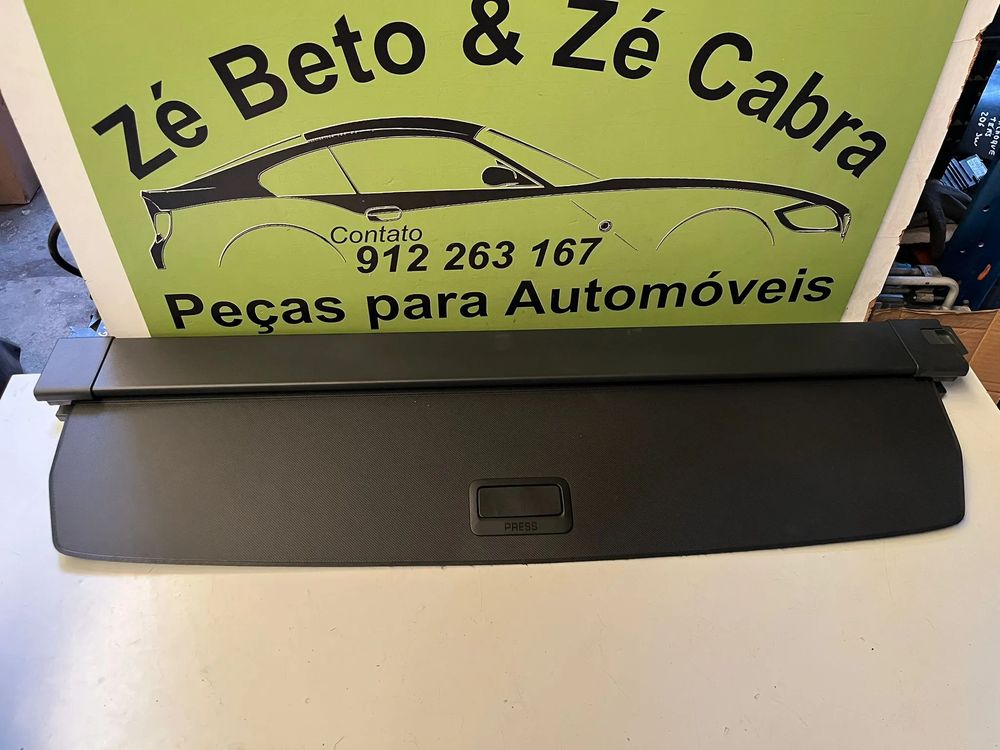 Zé Beto & Zé Cabra
Contato
912 263 167
Peças para Automóveis
PRESS